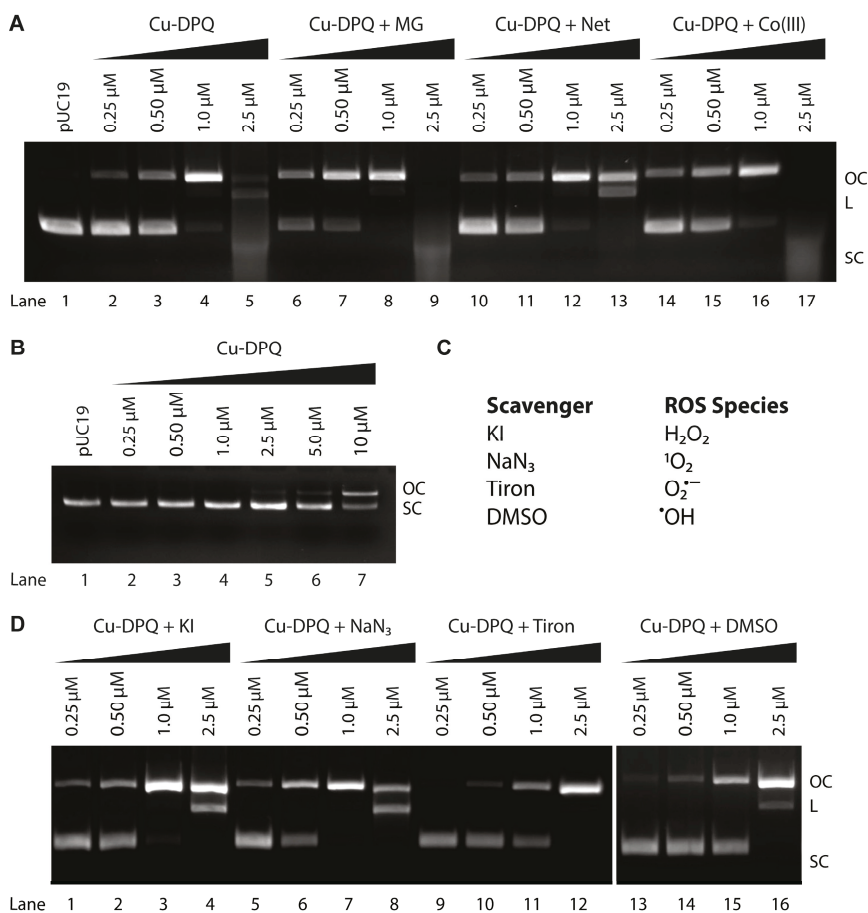 A
Cu-DPQ Cu-DPQ + MG Cu-DPQ + Net Cu-DPQ + Co(III)
pUC19 0.25 µM 0.50 µM 1.0 µM 2.5 µM 0.25 µM 0.50 µM 1.0 µM 2.5 µM 0.25 µM 0.50 µM 1.0 µM 2.5 µM 0.25 µM 0.50 µM 1.0 µM 2.5 µM
OC
L
SC
Lane 1 2 3 4 5 6 7 8 9 10 11 12 13 14 15 16 17
B
Cu-DPQ
pUC19 0.25 µM 0.50 µM 1.0 µM 2.5 µM 5.0 µM 10 µM
OC
SC
Lane 1 2 3 4 5 6 7
C
Scavenger ROS Species
KI H₂O₂
NaN₃ ¹O₂
Tiron O₂•−
DMSO •OH
D
Cu-DPQ + KI Cu-DPQ + NaN₃ Cu-DPQ + Tiron Cu-DPQ + DMSO
0.25 µM 0.50 µM 1.0 µM 2.5 µM 0.25 µM 0.50 µM 1.0 µM 2.5 µM 0.25 µM 0.50 µM 1.0 µM 2.5 µM 0.25 µM 0.50 µM 1.0 µM 2.5 µM
OC
L
SC
Lane 1 2 3 4 5 6 7 8 9 10 11 12 13 14 15 16